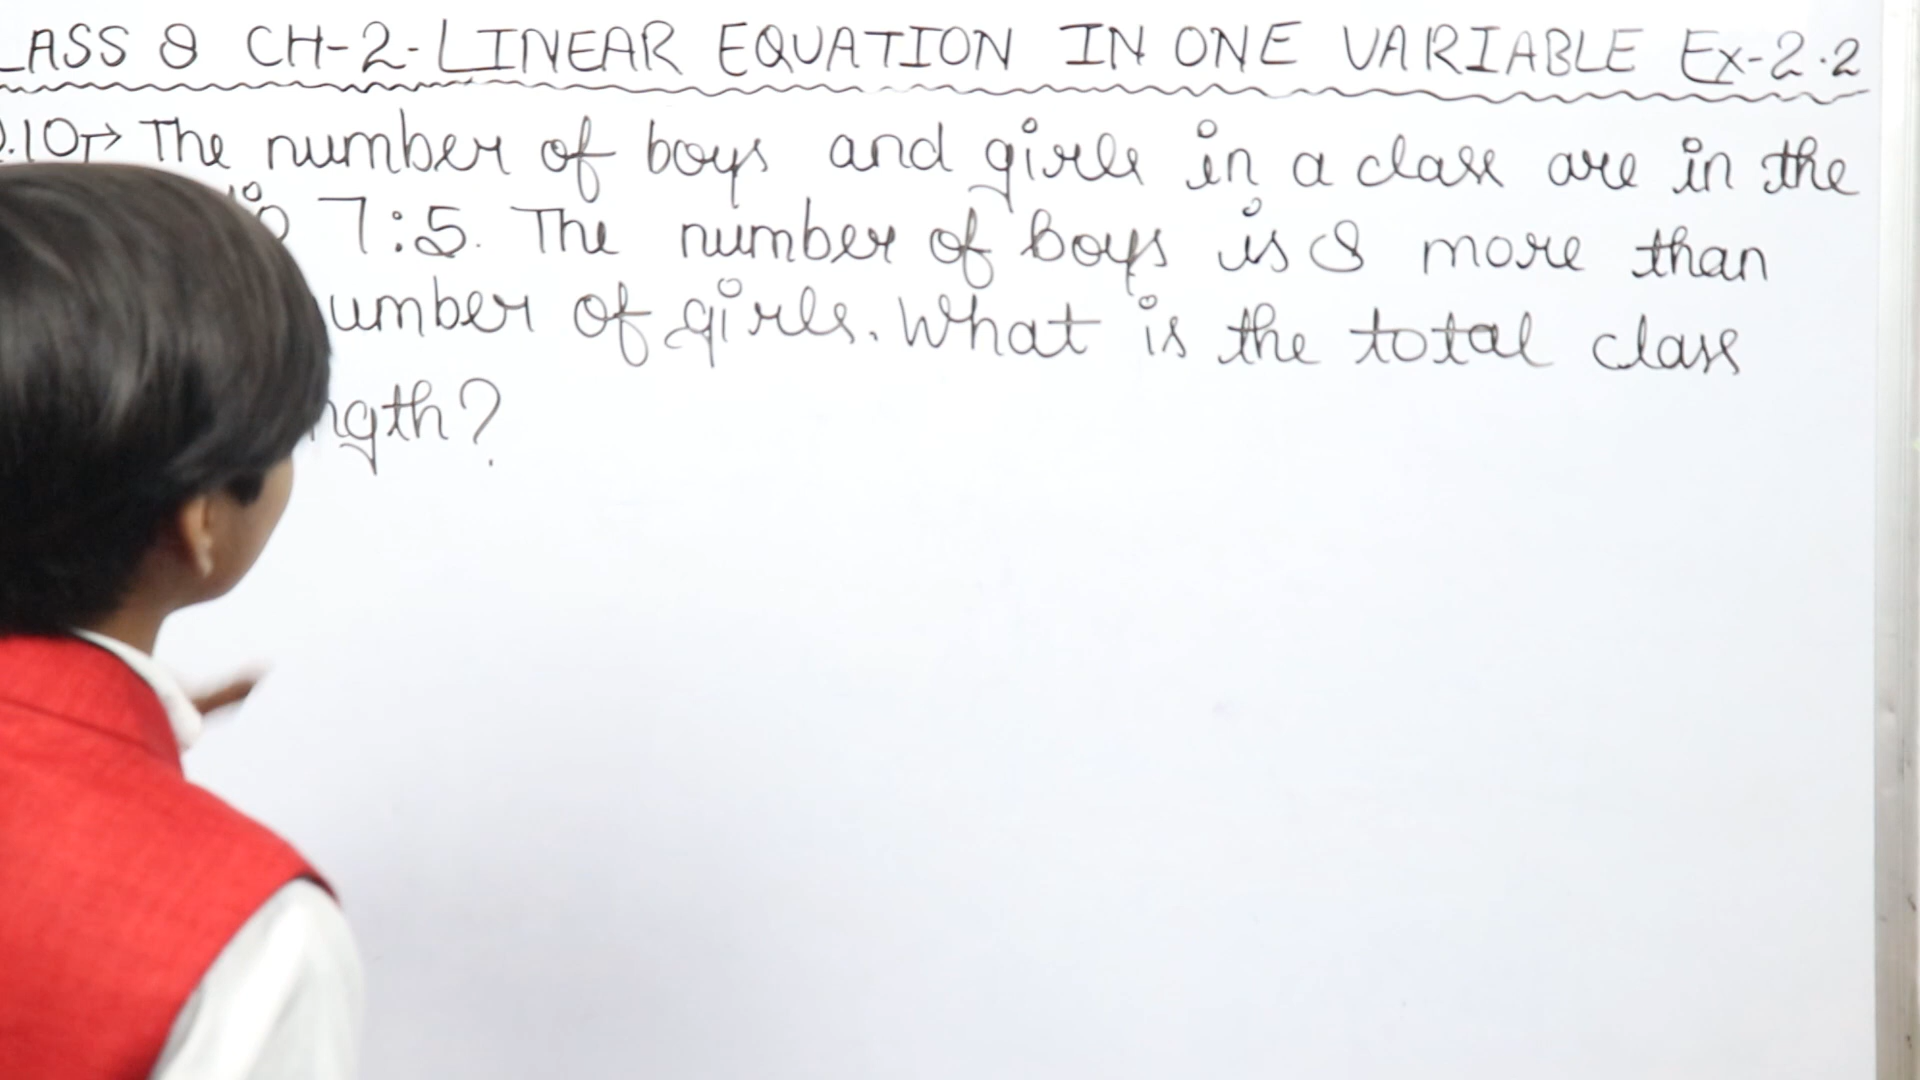 LASS 8 CH-2-LINEAR EQUATION IN ONE VARIABLE Ex-2.2
Q.10→ The number of boys and girls in a class are in the
7:5. The number of boys is 8 more than
umber of girls. What is the total class
ngth?